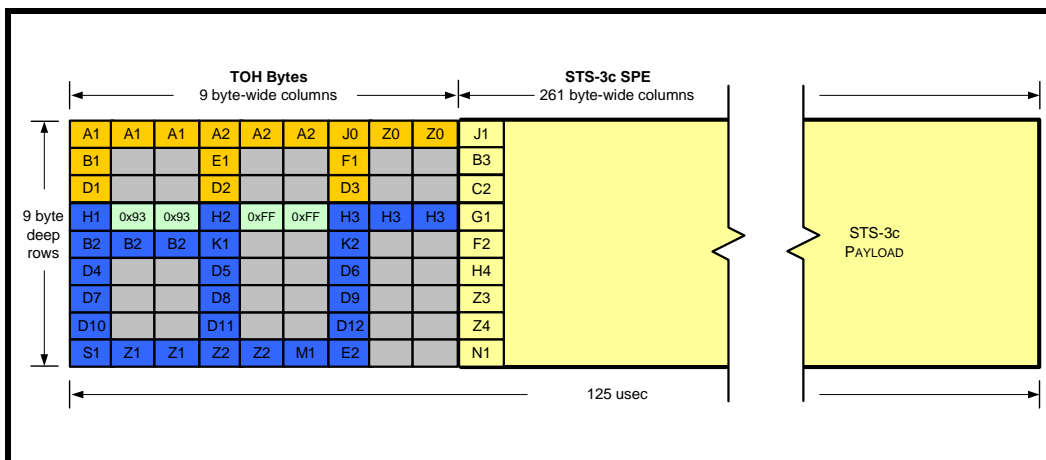 TOH Bytes
9 byte-wide columns
STS-3c SPE
261 byte-wide columns
A1 A1 A1 A2 A2 A2 J0 Z0 Z0 J1
B1 E1 F1 B3
D1 D2 D3 C2
9 byte
deep
rows
H1 0x93 0x93 H2 0xFF 0xFF H3 H3 H3 G1
B2 B2 B2 K1 K2 F2
D4 D5 D6 H4
D7 D8 D9 Z3
D10 D11 D12 Z4
S1 Z1 Z1 Z2 Z2 M1 E2 N1
STS-3c
PAYLOAD
125 usec